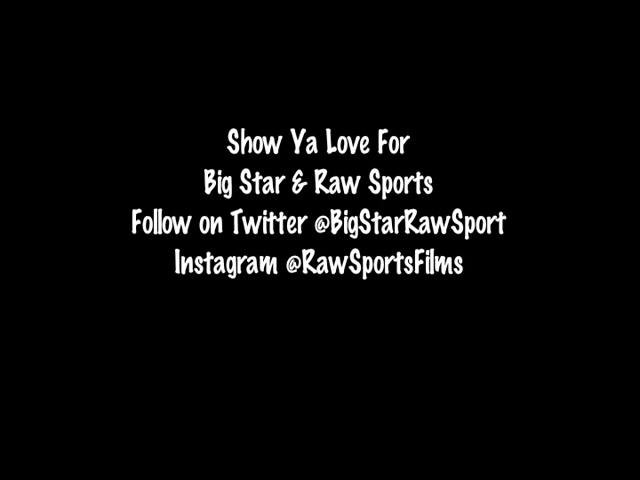 Show Ya Love For
Big Star & Raw Sports
Follow on Twitter @BigStarRawSport
Instagram @RawSportsFilms